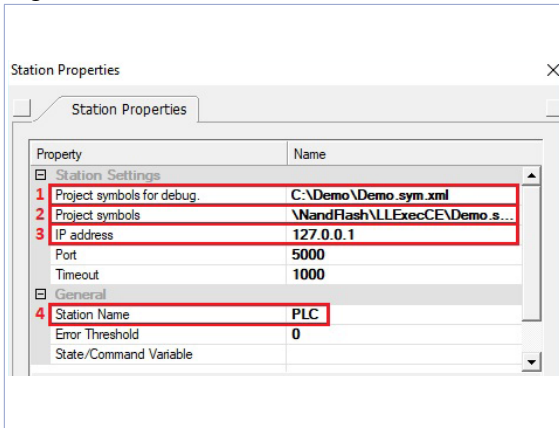 Station Properties
Station Properties
Property Name
Station Settings
1 Project symbols for debug. C:\Demo\Demo.sym.xml
2 Project symbols \NandFlash\LLExecCE\Demo.s...
3 IP address 127.0.0.1
Port 5000
Timeout 1000
General
4 Station Name PLC
Error Threshold 0
State/Command Variable